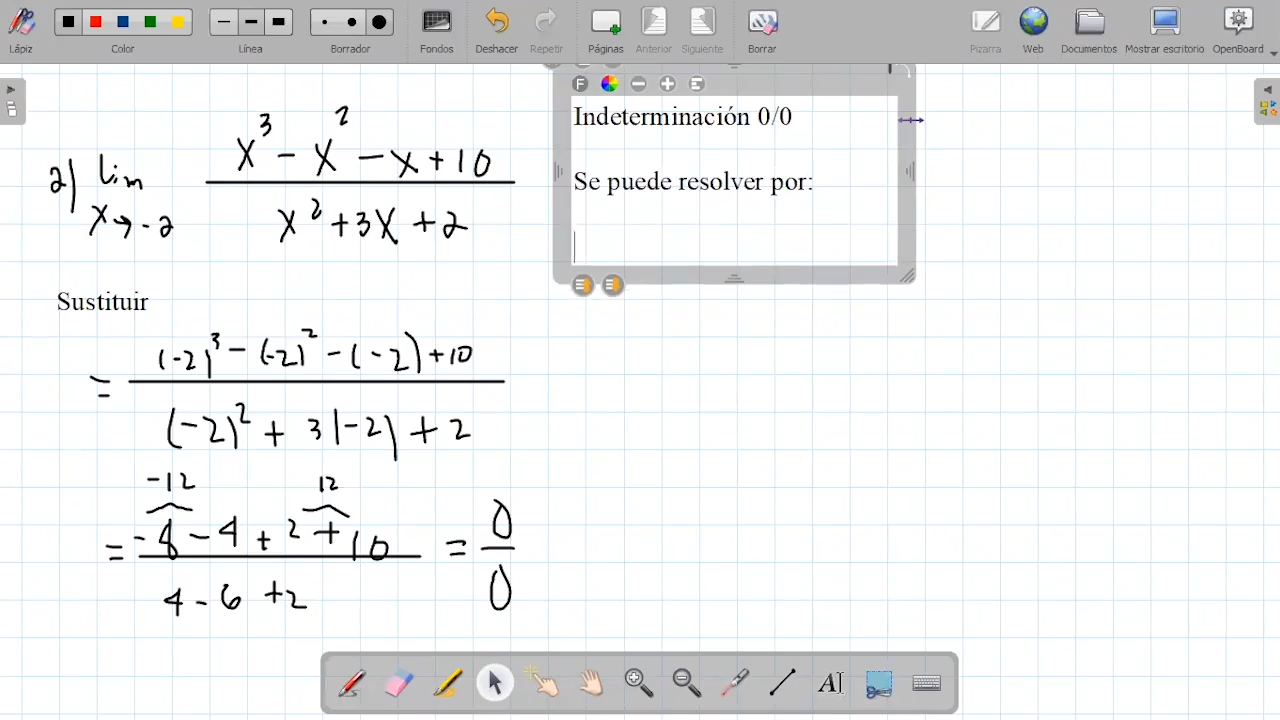 Lápiz
Color
Línea
Borrador
Fondos
Deshacer
Repetir
Páginas
Anterior
Siguiente
Borrar
Pizarra
Web
Documentos
Mostrar escritorio
OpenBoard
F
Indeterminación 0/0
Se puede resolver por:
x³ - x² - x + 10
2) lim
x → -2
x² + 3x + 2
Sustituir
(-2)³ - (-2)² - (-2) + 10
=
(-2)² + 3(-2) + 2
-12 12
= -8 - 4 + 2 + 10 = 0
4 - 6 + 2 0
AI